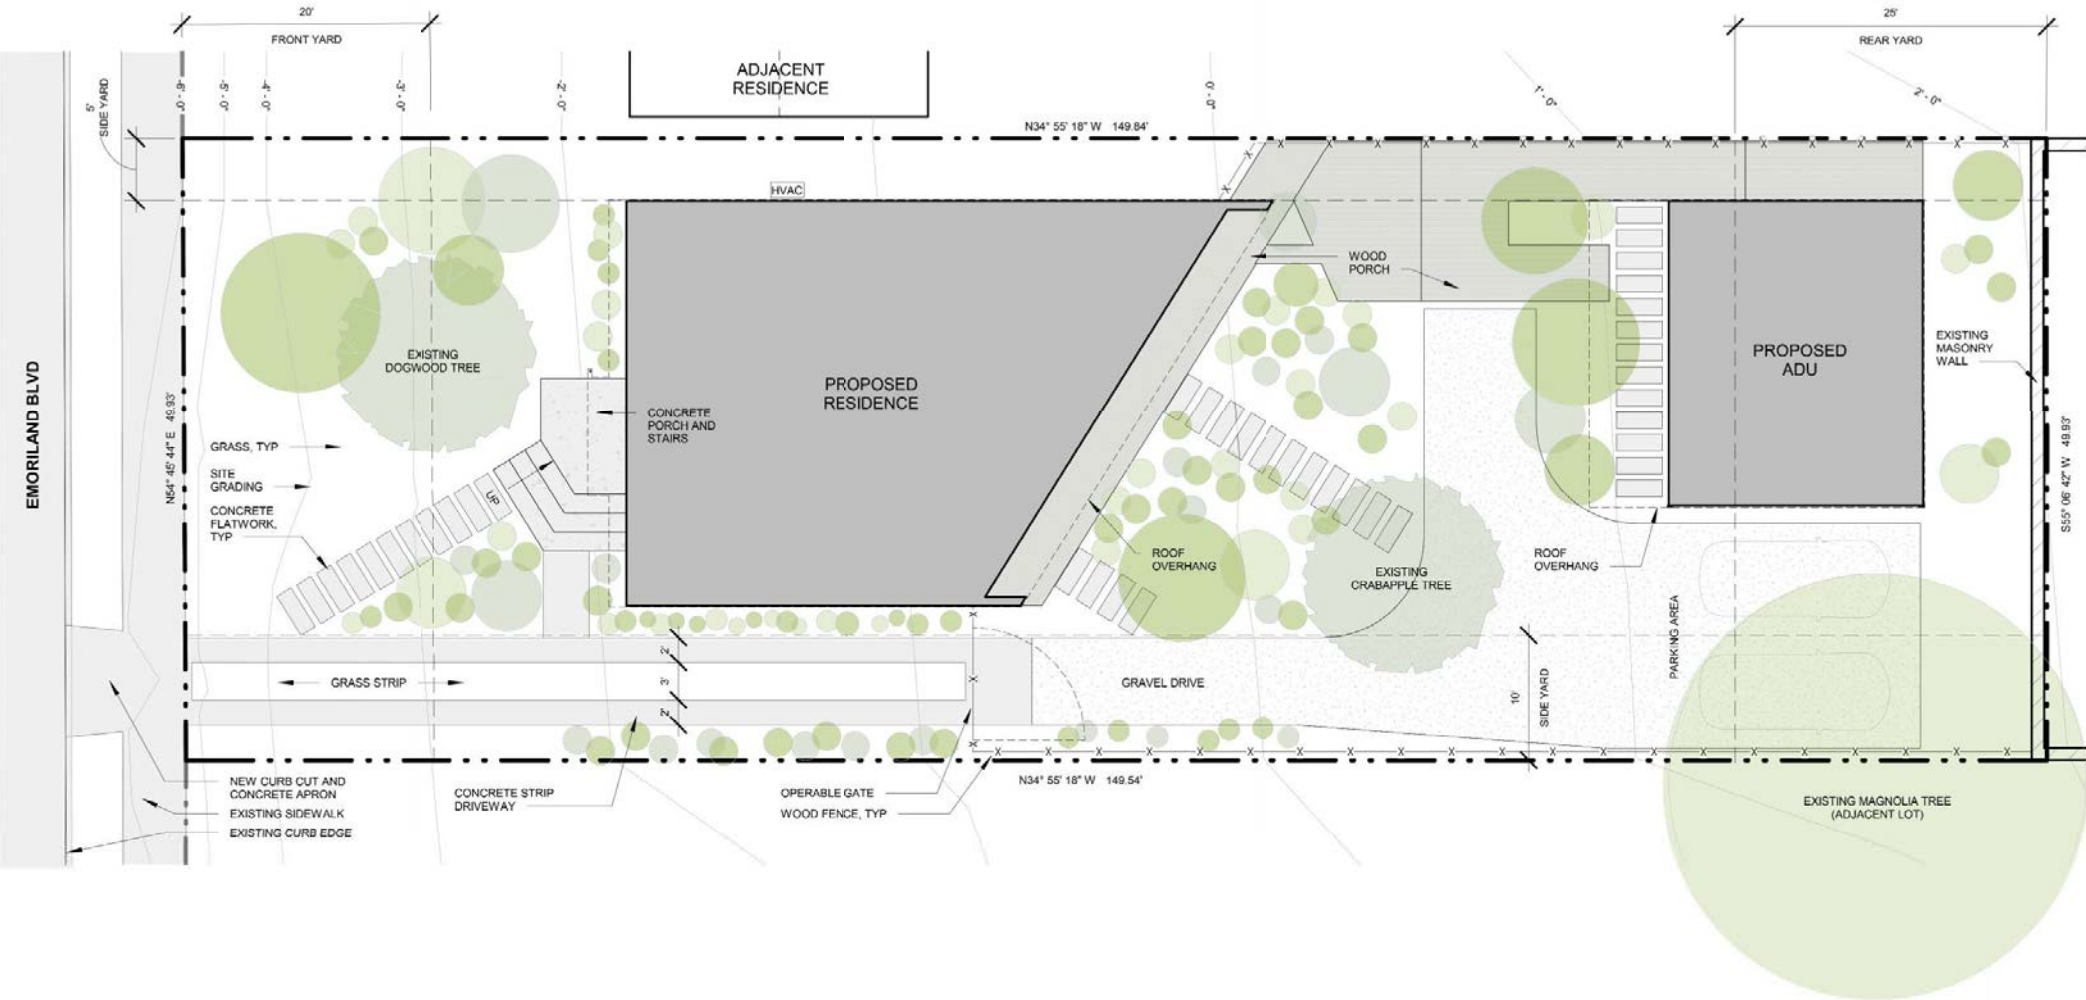 20'
FRONT YARD
25'
REAR YARD
5'
SIDE YARD
-6' - 0"
-5' - 0"
-4' - 0"
-3' - 0"
-2' - 0"
0' - 0"
1' - 0"
2' - 0"
ADJACENT
RESIDENCE
N34° 55' 18" W 149.84'
HVAC
WOOD
PORCH
EXISTING
DOGWOOD TREE
PROPOSED
RESIDENCE
PROPOSED
ADU
EXISTING
MASONRY
WALL
EMORILAND BLVD
N54° 45' 44" E 49.93'
S55° 06' 42" W 49.93'
CONCRETE
PORCH AND
STAIRS
GRASS, TYP
SITE
GRADING
CONCRETE
FLATWORK,
TYP
UP
ROOF
OVERHANG
EXISTING
CRABAPPLE TREE
ROOF
OVERHANG
PARKING AREA
GRASS STRIP
2'
3'
2'
GRAVEL DRIVE
10'
SIDE YARD
NEW CURB CUT AND
CONCRETE APRON
EXISTING SIDEWALK
EXISTING CURB EDGE
CONCRETE STRIP
DRIVEWAY
OPERABLE GATE
WOOD FENCE, TYP
N34° 55' 18" W 149.54'
EXISTING MAGNOLIA TREE
(ADJACENT LOT)